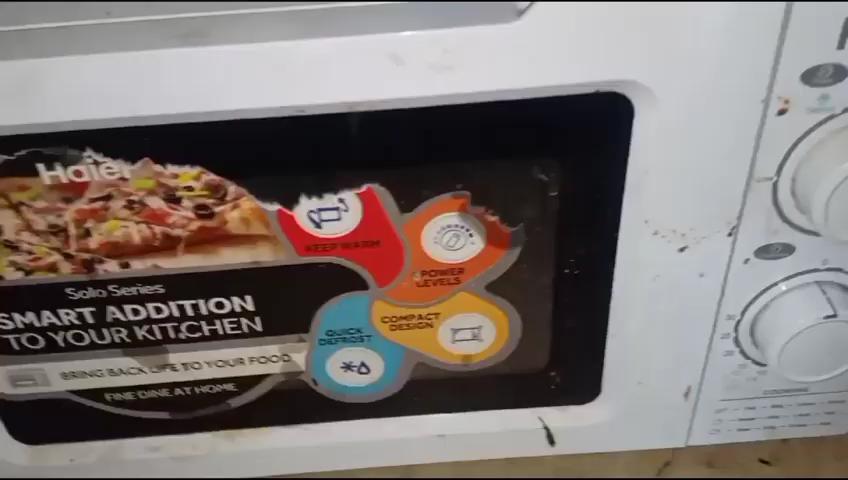 Haier
KEEP WARM
POWER
LEVELS
Solo Series
SMART ADDITION
TO YOUR KITCHEN
COMPACT
DESIGN
QUICK
DEFROST
BRING BACK LIFE TO YOUR FOOD
FINE DINE AT HOME